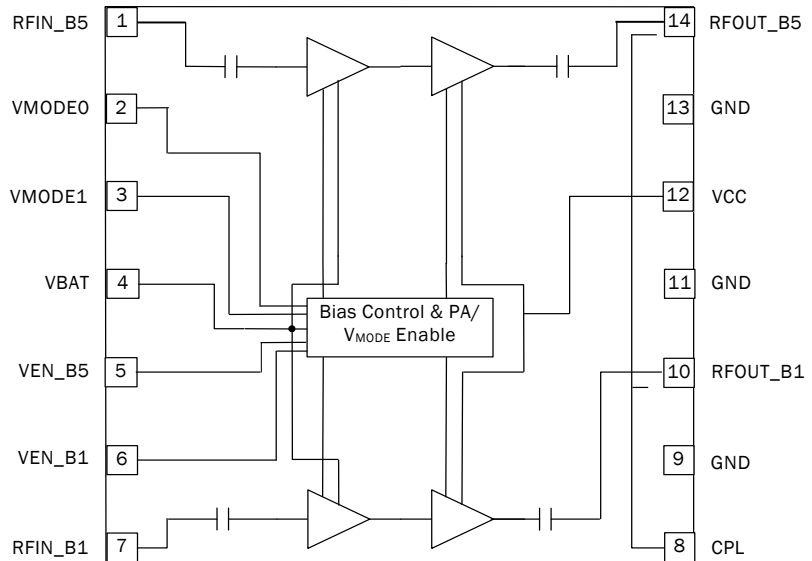 RFIN_B5 1
14 RFOUT_B5
VMODE0 2
13 GND
VMODE1 3
12 VCC
VBAT 4
11 GND
Bias Control & PA/
VMODE Enable
VEN_B5 5
10 RFOUT_B1
VEN_B1 6
9 GND
RFIN_B1 7
8 CPL